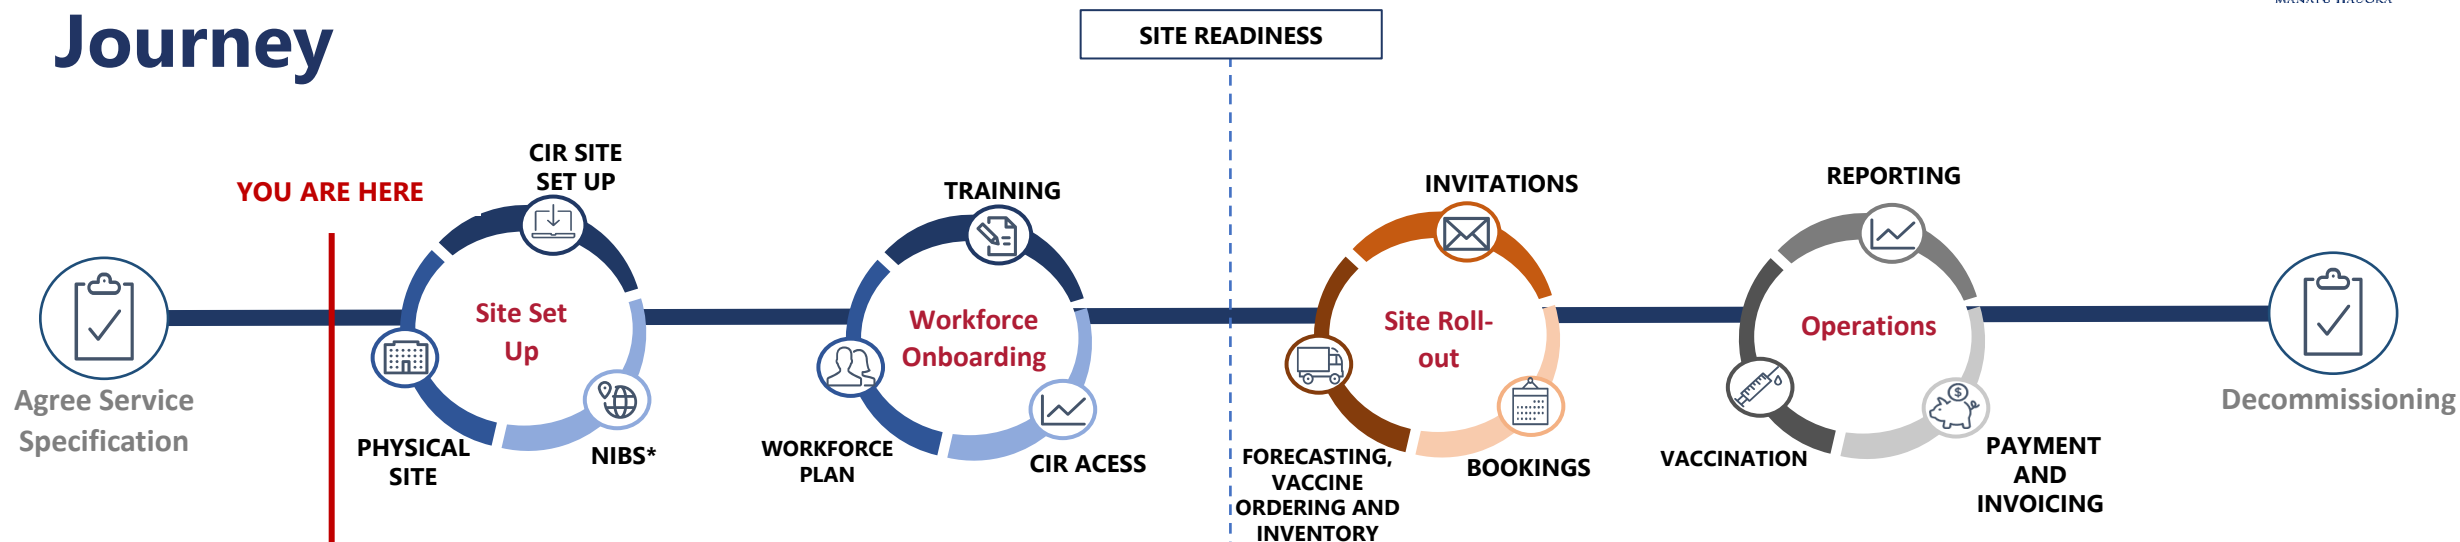 MANATŪ HAUORA
Journey
SITE READINESS
YOU ARE HERE
CIR SITE
SET UP
TRAINING
INVITATIONS
REPORTING
Site Set
Up
Workforce
Onboarding
Site Roll-
out
Operations
Agree Service
Specification
PHYSICAL
SITE
NIBS*
WORKFORCE
PLAN
CIR ACESS
FORECASTING,
VACCINE
ORDERING AND
INVENTORY
BOOKINGS
VACCINATION
PAYMENT
AND
INVOICING
Decommissioning